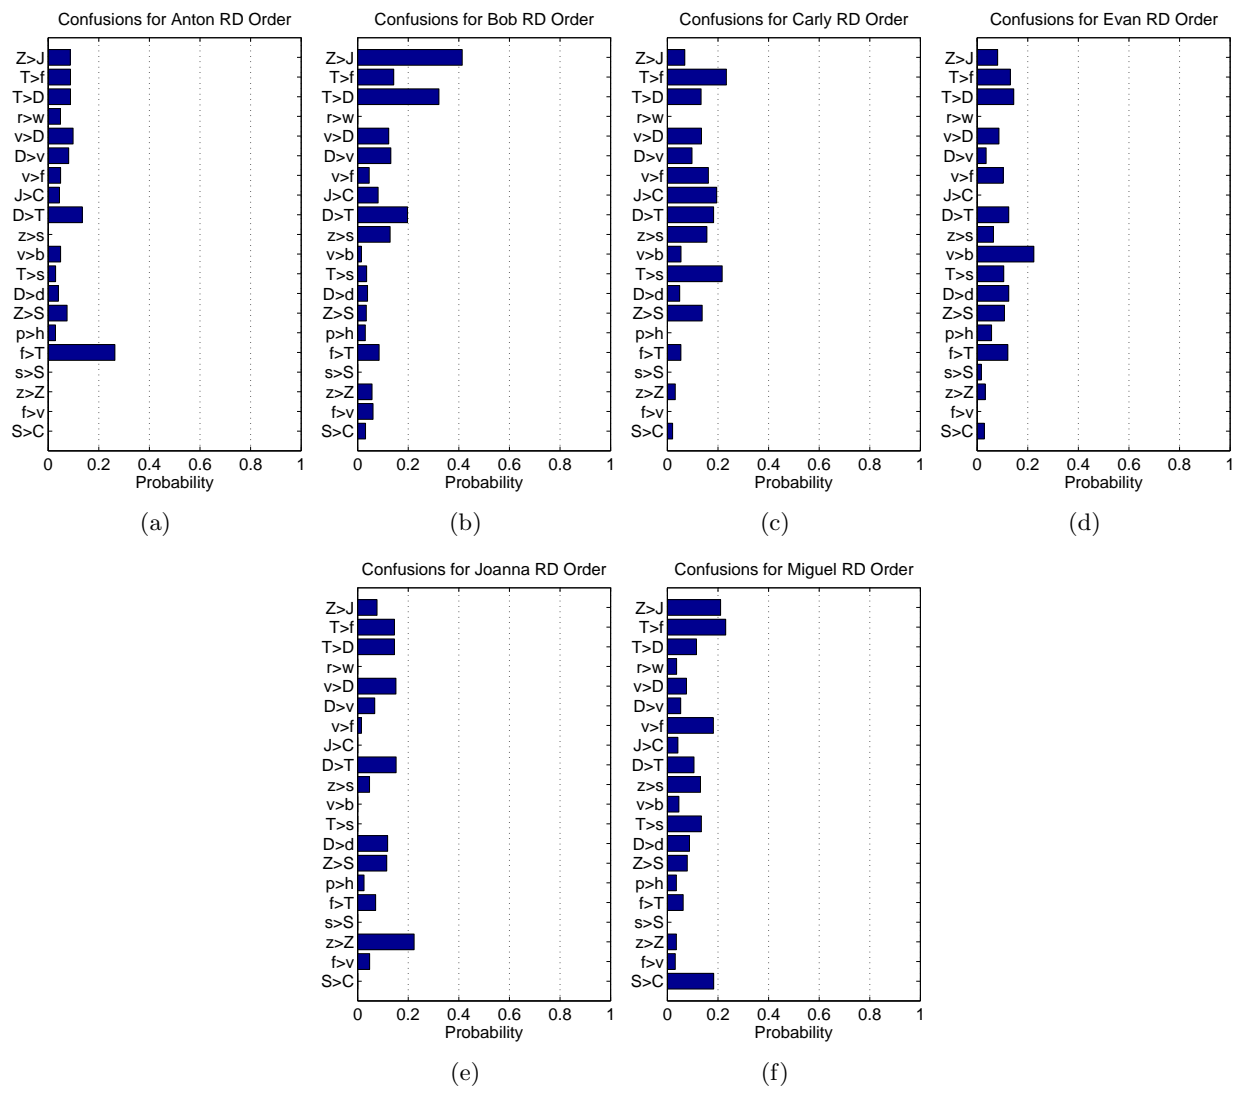 Confusions for Anton RD Order
Z>J
T>f
T>D
r>w
v>D
D>v
v>f
J>C
D>T
z>s
v>b
T>s
D>d
Z>S
p>h
f>T
s>S
z>Z
f>v
S>C
0 0.2 0.4 0.6 0.8 1
Probability
(a)
Confusions for Bob RD Order
Z>J
T>f
T>D
r>w
v>D
D>v
v>f
J>C
D>T
z>s
v>b
T>s
D>d
Z>S
p>h
f>T
s>S
z>Z
f>v
S>C
0 0.2 0.4 0.6 0.8 1
Probability
(b)
Confusions for Carly RD Order
Z>J
T>f
T>D
r>w
v>D
D>v
v>f
J>C
D>T
z>s
v>b
T>s
D>d
Z>S
p>h
f>T
s>S
z>Z
f>v
S>C
0 0.2 0.4 0.6 0.8 1
Probability
(c)
Confusions for Evan RD Order
Z>J
T>f
T>D
r>w
v>D
D>v
v>f
J>C
D>T
z>s
v>b
T>s
D>d
Z>S
p>h
f>T
s>S
z>Z
f>v
S>C
0 0.2 0.4 0.6 0.8 1
Probability
(d)
Confusions for Joanna RD Order
Z>J
T>f
T>D
r>w
v>D
D>v
v>f
J>C
D>T
z>s
v>b
T>s
D>d
Z>S
p>h
f>T
s>S
z>Z
f>v
S>C
0 0.2 0.4 0.6 0.8 1
Probability
(e)
Confusions for Miguel RD Order
Z>J
T>f
T>D
r>w
v>D
D>v
v>f
J>C
D>T
z>s
v>b
T>s
D>d
Z>S
p>h
f>T
s>S
z>Z
f>v
S>C
0 0.2 0.4 0.6 0.8 1
Probability
(f)